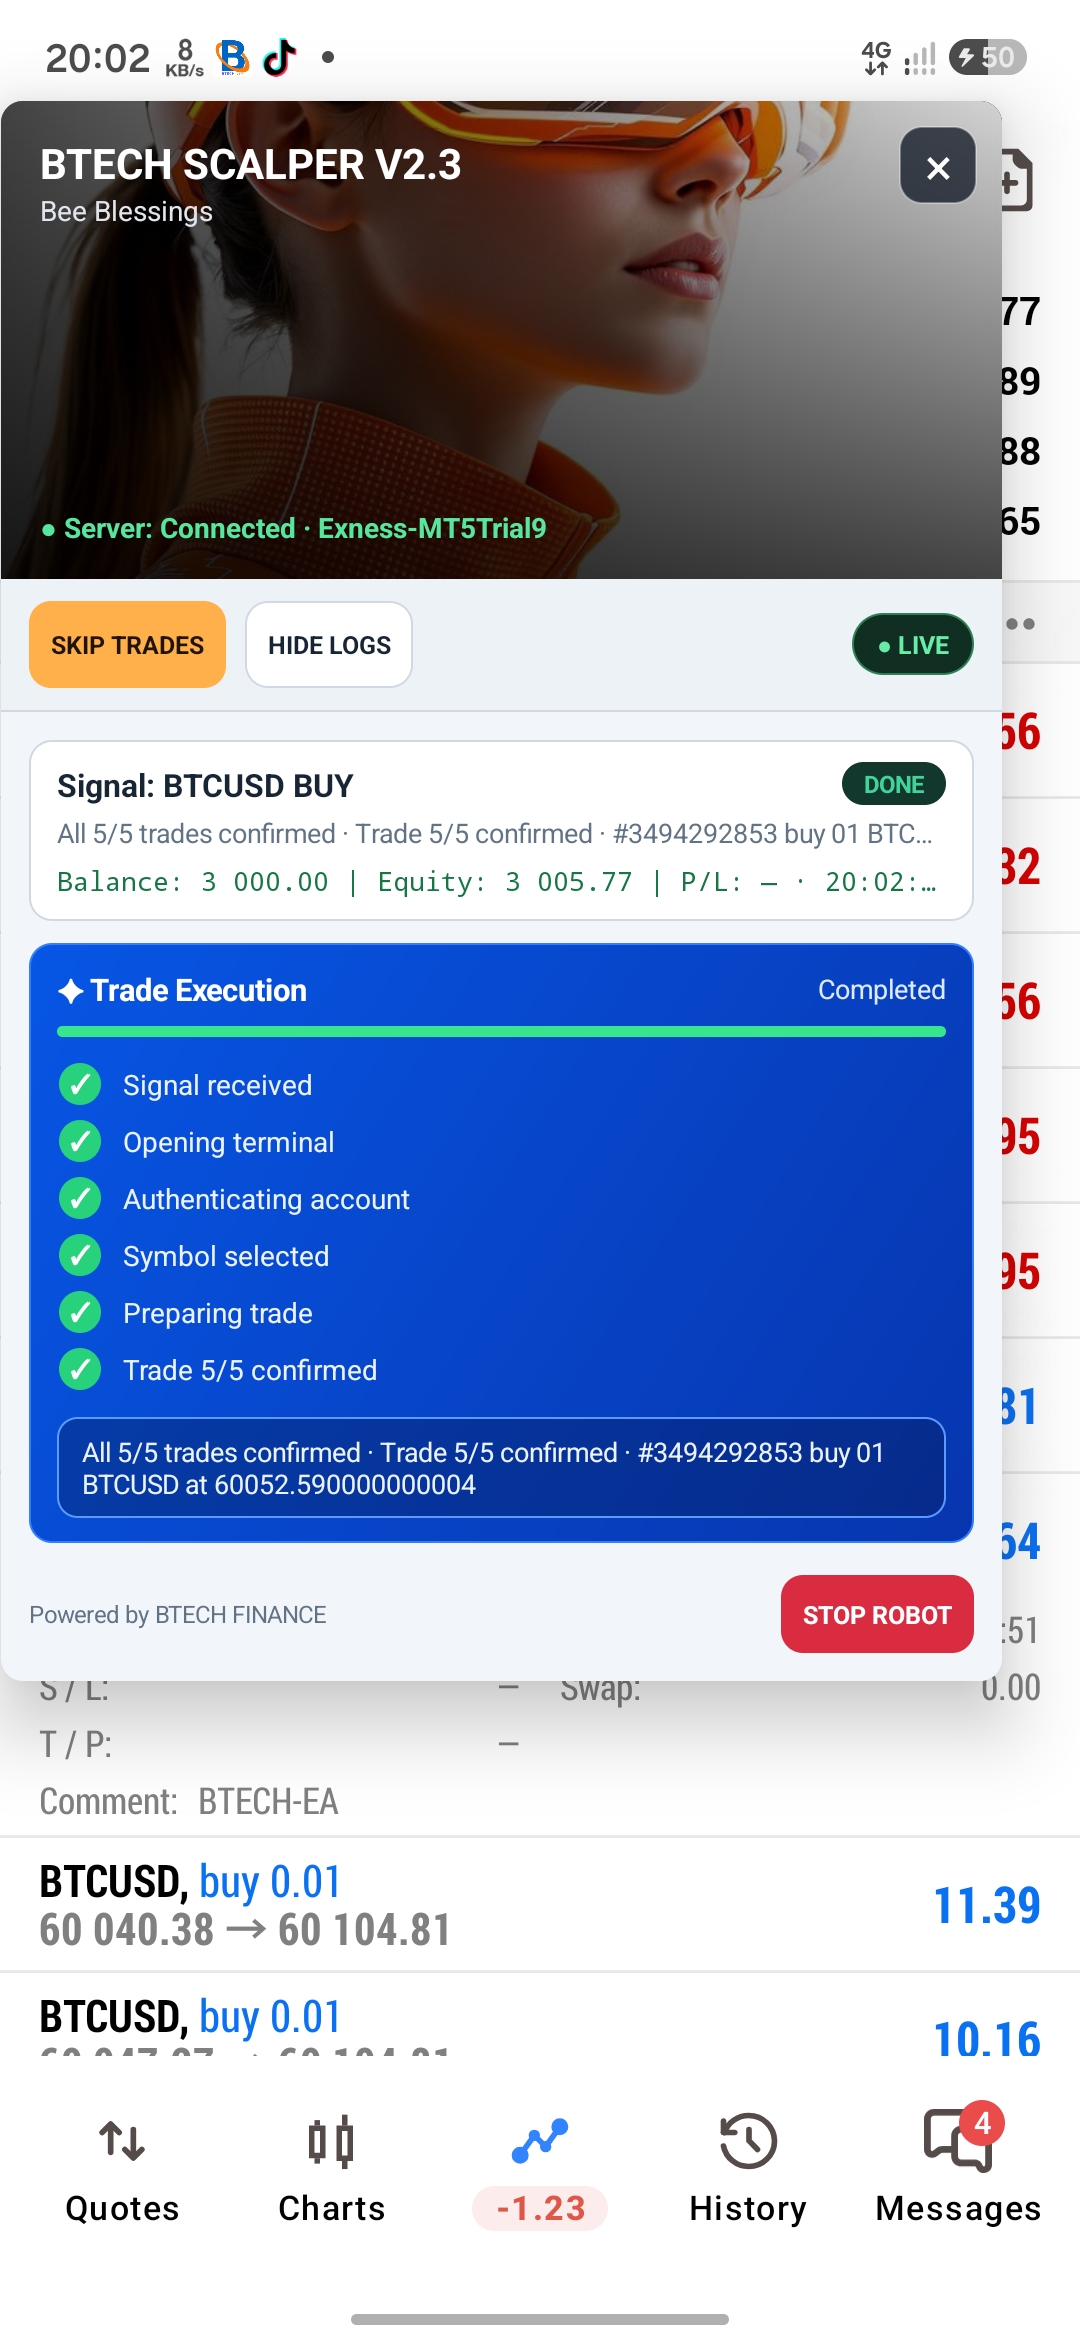 20:02
8
KB/s
4G
50
BTECH SCALPER V2.3
Bee Blessings
● Server: Connected · Exness-MT5Trial9
77
89
88
65
SKIP TRADES
HIDE LOGS
● LIVE
Signal: BTCUSD BUY
DONE
All 5/5 trades confirmed · Trade 5/5 confirmed · #3494292853 buy 01 BTC...
Balance: 3 000.00 | Equity: 3 005.77 | P/L: — · 20:02:…
56
32
56
95
95
✦ Trade Execution
Completed
Signal received
Opening terminal
Authenticating account
Symbol selected
Preparing trade
Trade 5/5 confirmed
All 5/5 trades confirmed · Trade 5/5 confirmed · #3494292853 buy 01
BTCUSD at 60052.590000000004
31
64
:51
Powered by BTECH FINANCE
STOP ROBOT
S / L: – Swap: 0.00
T / P: –
Comment: BTECH-EA
BTCUSD, buy 0.01
60 040.38 → 60 104.81
11.39
BTCUSD, buy 0.01
10.16
Quotes
Charts
-1.23
History
4
Messages